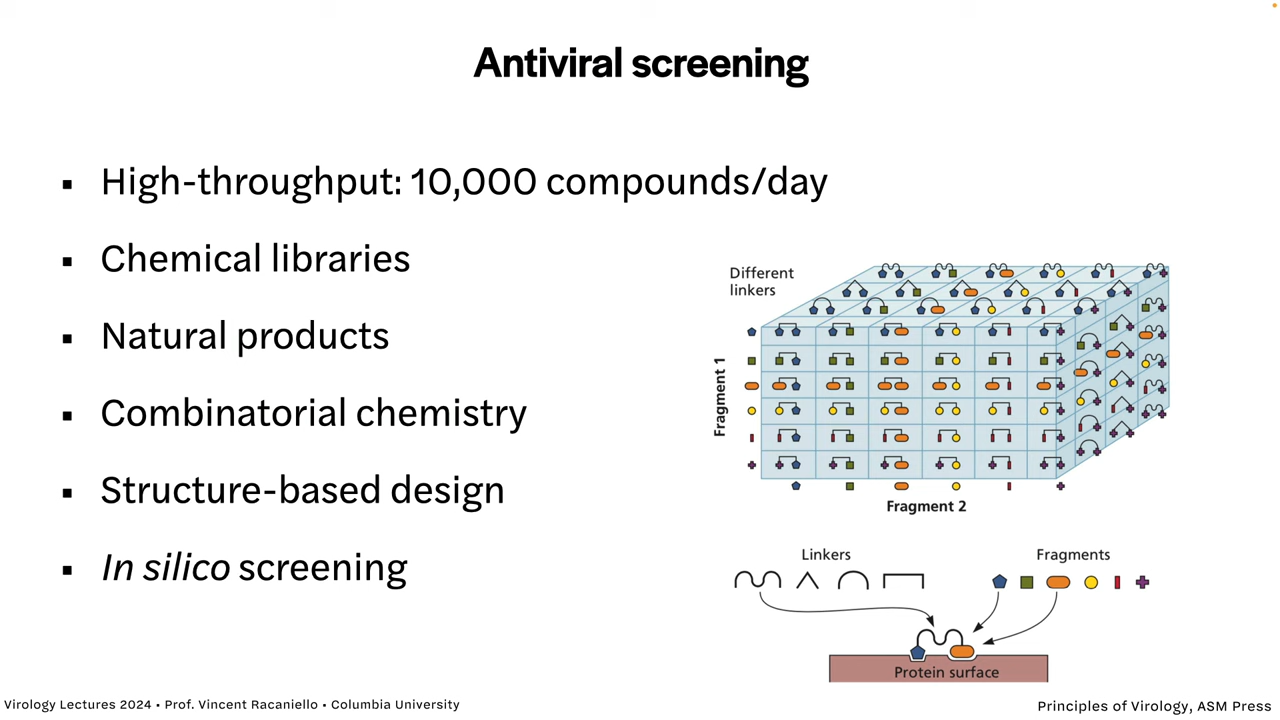 Antiviral screening
▪ High-throughput: 10,000 compounds/day
▪ Chemical libraries
▪ Natural products
▪ Combinatorial chemistry
▪ Structure-based design
▪ In silico screening
Different
linkers
Fragment 1
Fragment 2
Linkers
Fragments
Protein surface
Virology Lectures 2024 • Prof. Vincent Racaniello • Columbia University
Principles of Virology, ASM Press